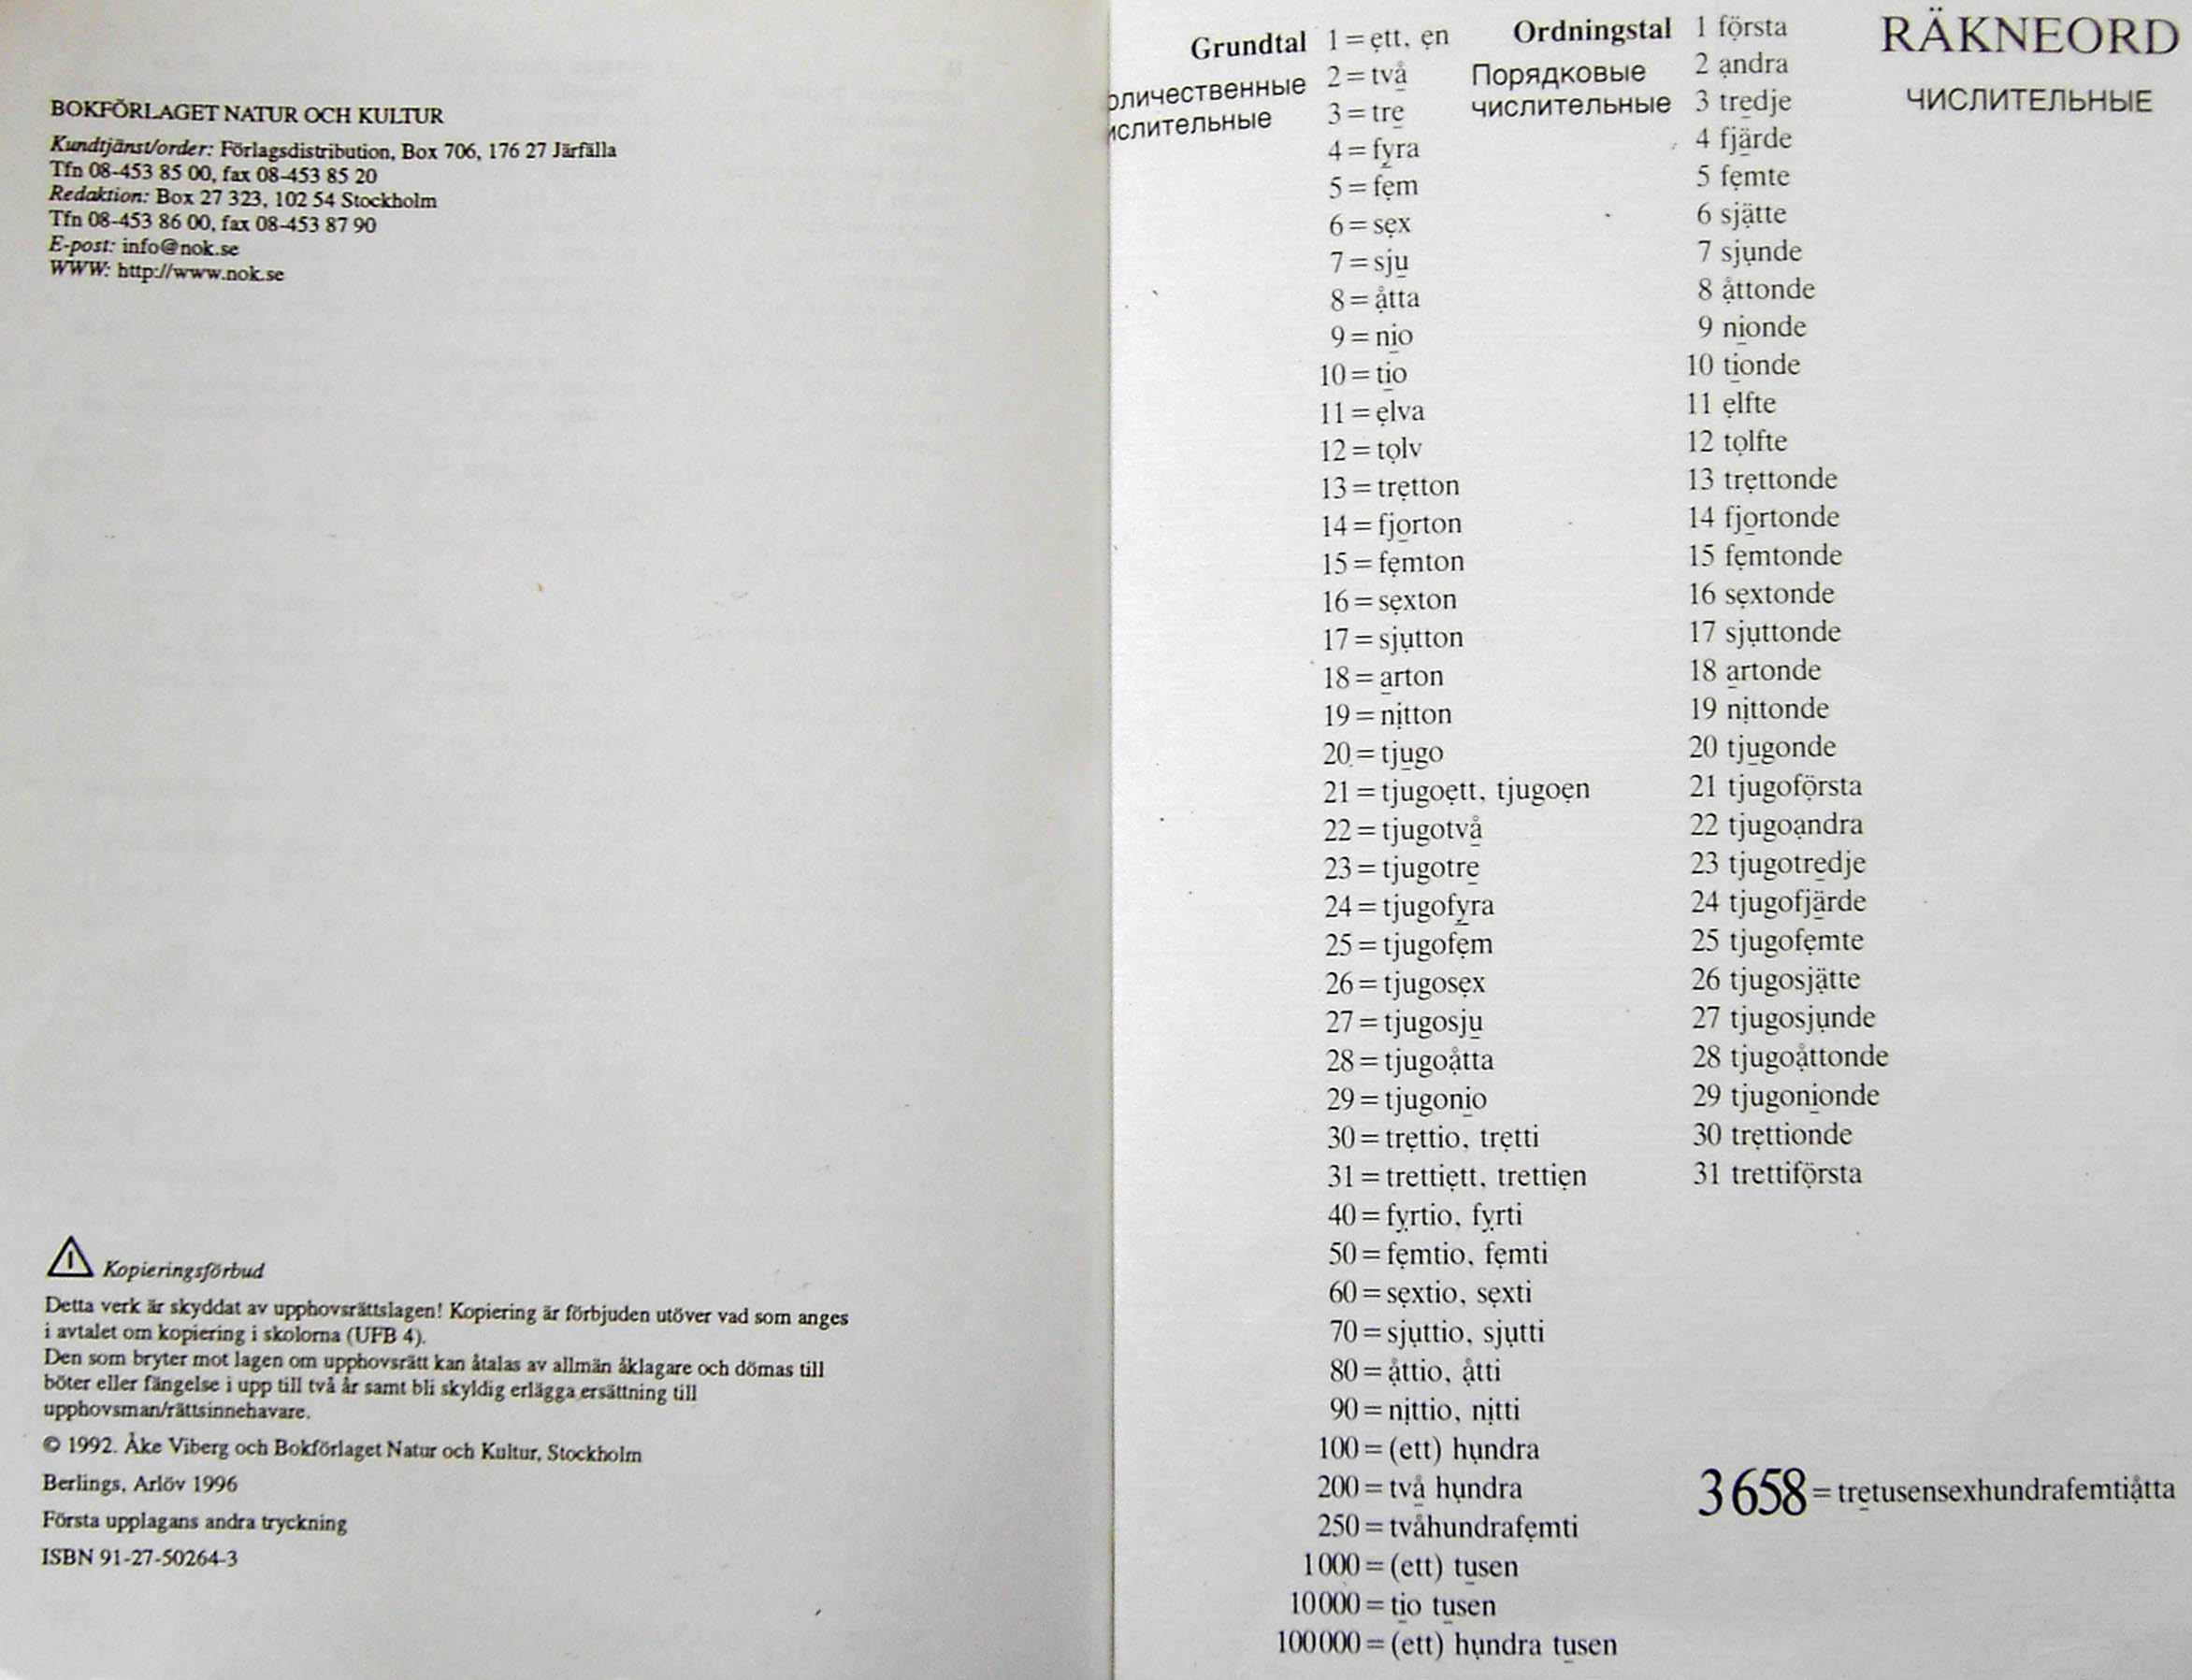 BOKFÖRLAGET NATUR OCH KULTUR
Kundtjänst/order: Förlagsdistribution, Box 706, 176 27 Järfälla
Tfn 08-453 85 00, fax 08-453 85 20
Redaktion: Box 27 323, 102 54 Stockholm
Tfn 08-453 86 00, fax 08-453 87 90
E-post: info@nok.se
WWW: http://www.nok.se
Kopieringsförbud
Detta verk är skyddat av upphovsrättslagen! Kopiering är förbjuden utöver vad som anges
i avtalet om kopiering i skolorna (UFB 4).
Den som bryter mot lagen om upphovsrätt kan åtalas av allmän åklagare och dömas till
böter eller fängelse i upp till två år samt bli skyldig erlägga ersättning till
upphovsman/rättsinnehavare.
© 1992. Åke Viberg och Bokförlaget Natur och Kultur, Stockholm
Berlings, Arlöv 1996
Första upplagans andra tryckning
ISBN 91-27-50264-3
RÄKNEORD
ЧИСЛИТЕЛЬНЫЕ
Grundtal
оличественные
ислительные
1 = ett, en
2 = två
3 = tre
4 = fyra
5 = fem
6 = sex
7 = sju
8 = åtta
9 = nio
10 = tio
11 = elva
12 = tolv
13 = tretton
14 = fjorton
15 = femton
16 = sexton
17 = sjutton
18 = arton
19 = nitton
20 = tjugo
21 = tjugoett, tjugoen
22 = tjugotvå
23 = tjugotre
24 = tjugofyra
25 = tjugofem
26 = tjugosex
27 = tjugosju
28 = tjugoåtta
29 = tjugonio
30 = trettio, tretti
31 = trettiett, trettien
40 = fyrtio, fyrti
50 = femtio, femti
60 = sextio, sexti
70 = sjuttio, sjutti
80 = åttio, åtti
90 = nittio, nitti
100 = (ett) hundra
200 = två hundra
250 = tvåhundrafemti
1 000 = (ett) tusen
10 000 = tio tusen
100 000 = (ett) hundra tusen
Ordningstal
Порядковые
числительные
1 första
2 andra
3 tredje
4 fjärde
5 femte
6 sjätte
7 sjunde
8 åttonde
9 nionde
10 tionde
11 elfte
12 tolfte
13 trettonde
14 fjortonde
15 femtonde
16 sextonde
17 sjuttonde
18 artonde
19 nittonde
20 tjugonde
21 tjugoförsta
22 tjugoandra
23 tjugotredje
24 tjugofjärde
25 tjugofemte
26 tjugosjätte
27 tjugosjunde
28 tjugoåttonde
29 tjugonionde
30 trettionde
31 trettiförsta
3 658 = tretusensexhundrafemtiåtta